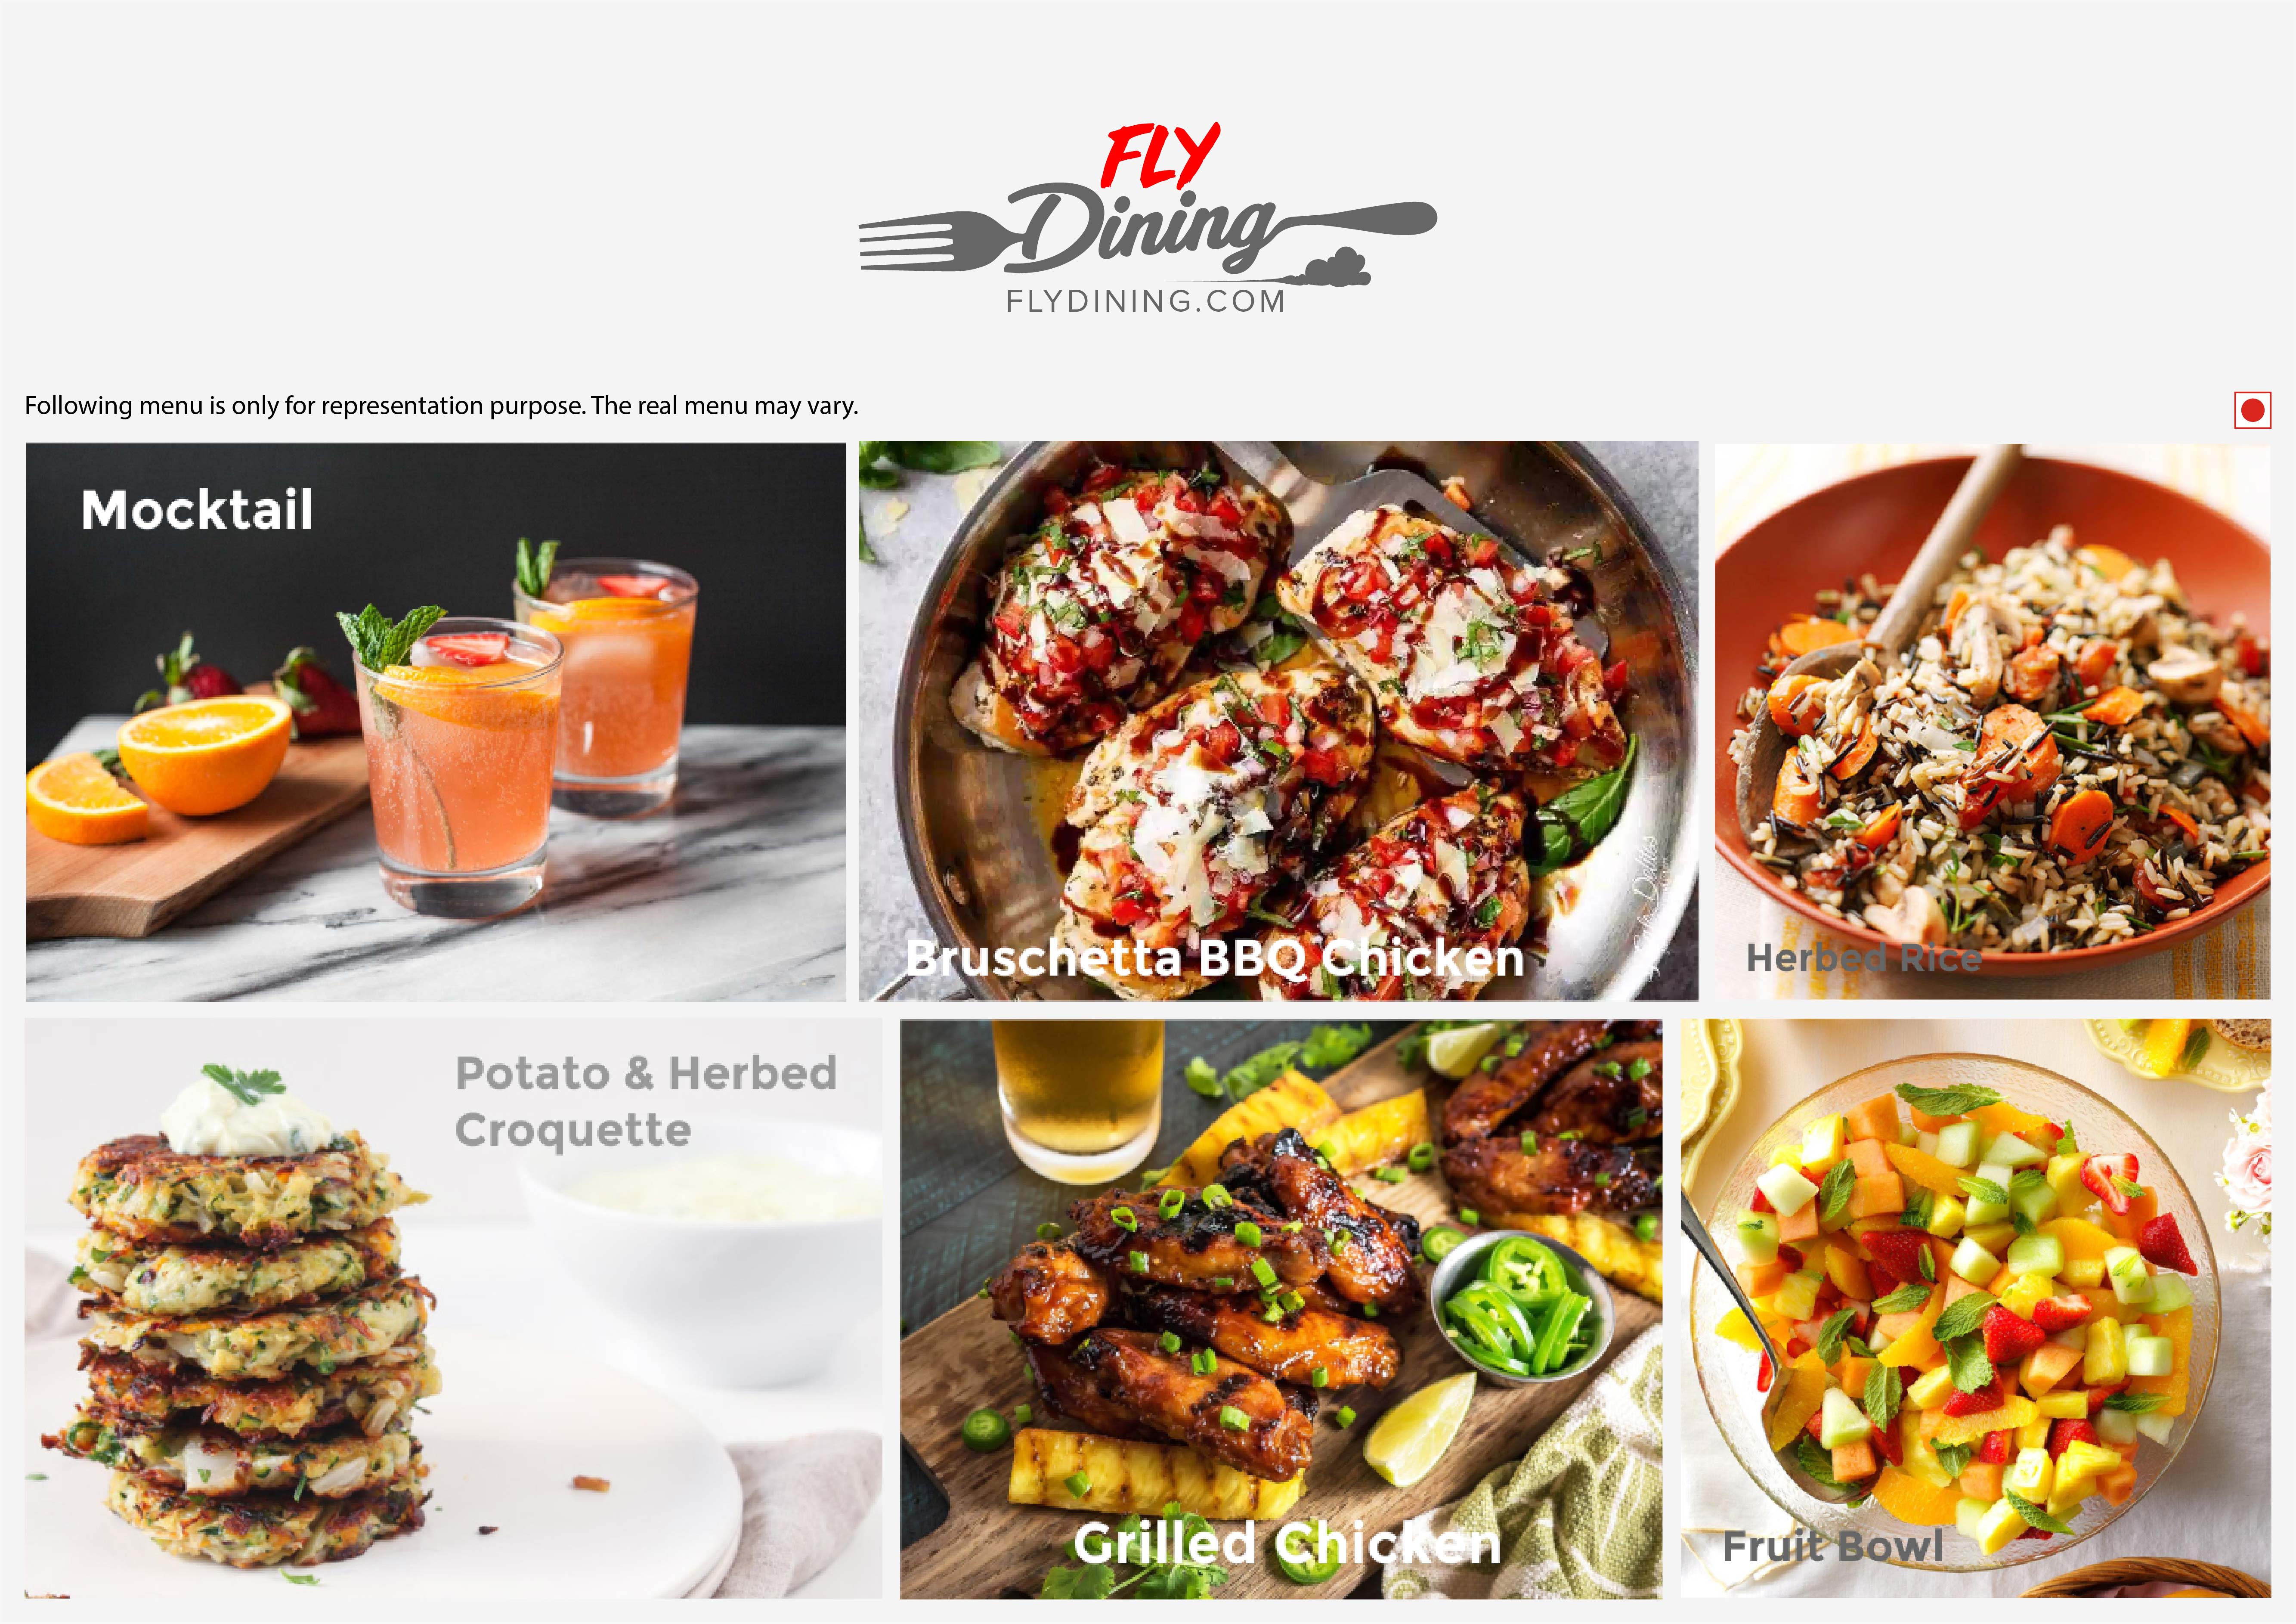 FLY
Dining
FLYDINING.COM
Following menu is only for representation purpose. The real menu may vary.
Mocktail
Bruschetta BBQ Chicken
Herbed Rice
Potato & Herbed
Croquette
Grilled Chicken
Fruit Bowl